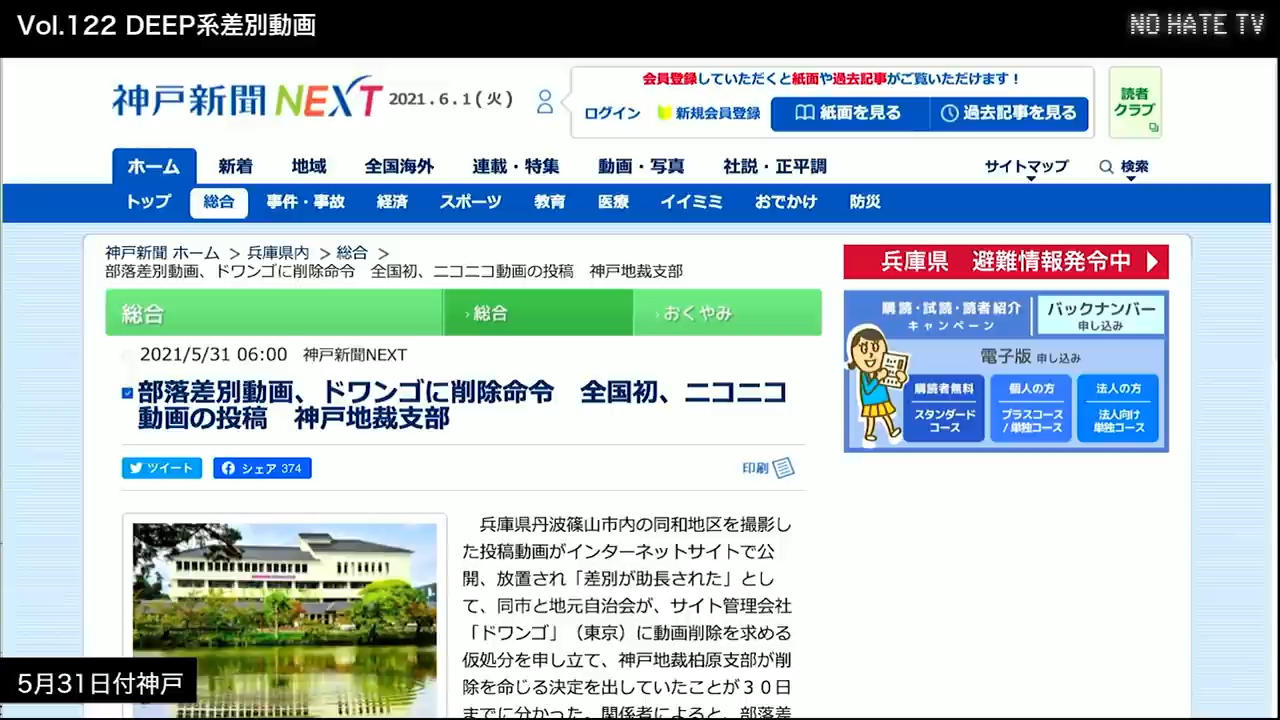 Vol.122 DEEP系差別動画
NO HATE TV
神戸新聞NEXT
2021.6.1(火)
会員登録していただくと紙面や過去記事がご覧いただけます！
ログイン
新規会員登録
紙面を見る
過去記事を見る
読者
クラブ
ホーム 新着 地域 全国海外 連載・特集 動画・写真 社説・正平調
サイトマップ
検索
トップ 総合 事件・事故 経済 スポーツ 教育 医療 イイミミ おでかけ 防災
神戸新聞 ホーム > 兵庫県内 > 総合 >
部落差別動画、ドワンゴに削除命令 全国初、ニコニコ動画の投稿 神戸地裁支部
総合
›総合
›おくやみ
2021/5/31 06:00 神戸新聞NEXT
部落差別動画、ドワンゴに削除命令 全国初、ニコニコ
動画の投稿 神戸地裁支部
ツイート
シェア 374
印刷
兵庫県丹波篠山市内の同和地区を撮影し
た投稿動画がインターネットサイトで公
開、放置され「差別が助長された」とし
て、同市と地元自治会が、サイト管理会社
「ドワンゴ」（東京）に動画削除を求める
仮処分を申し立て、神戸地裁柏原支部が削
除を命じる決定を出していたことが３０日
までに分かった。関係者によると、部落差
兵庫県 避難情報発令中
購読・試読・読者紹介
キャンペーン
バックナンバー
申し込み
電子版 申し込み
購読者無料
スタンダード
コース
個人の方
プラスコース
/単独コース
法人の方
法人向け
単独コース
5月31日付神戸